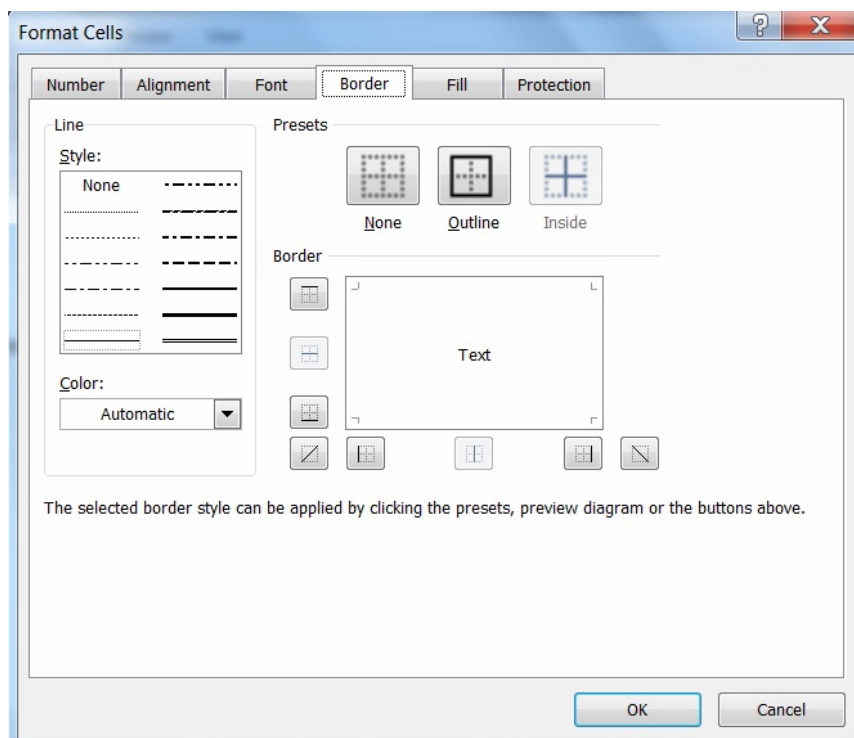 Format Cells
Number Alignment Font Border Fill Protection
Line
Style:
None
Color:
Automatic
Presets
None Outline Inside
Border
Text
The selected border style can be applied by clicking the presets, preview diagram or the buttons above.
OK Cancel